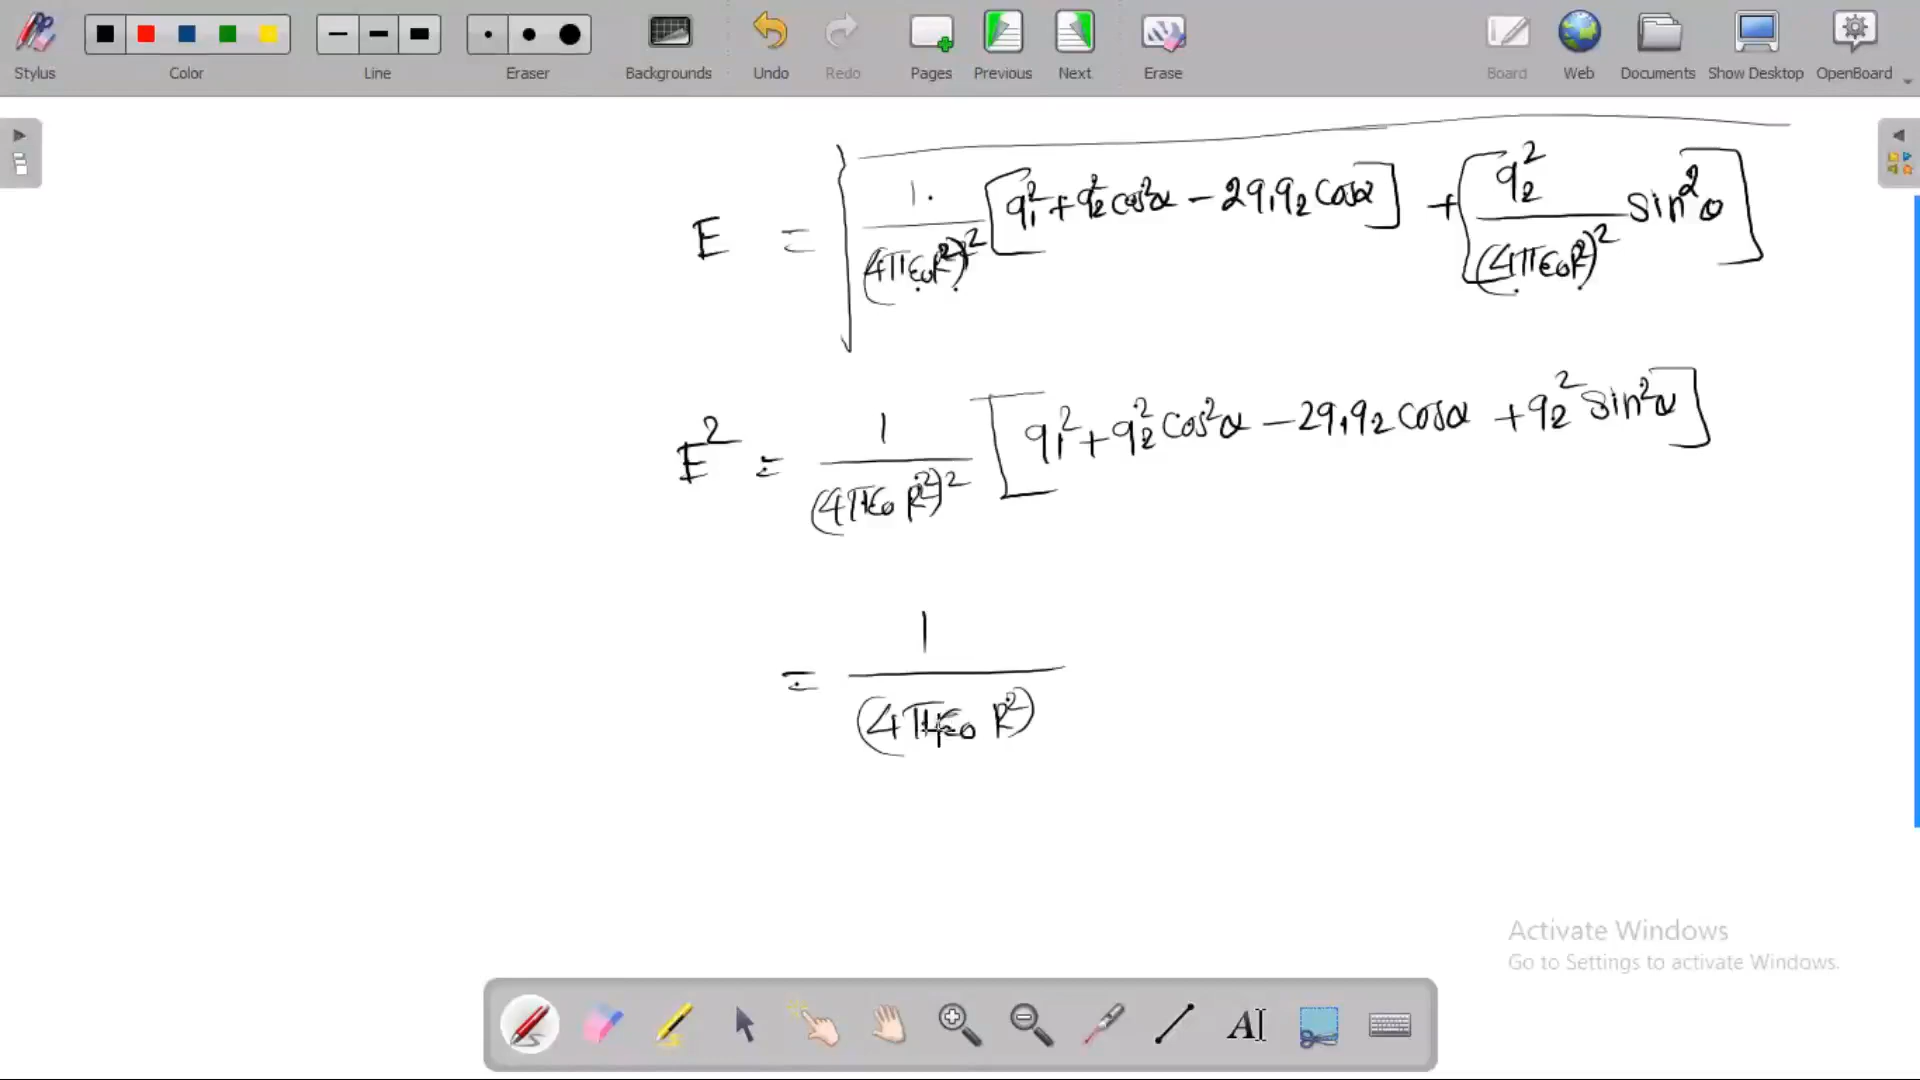 Stylus Color Line Eraser Backgrounds Undo Redo Pages Previous Next Erase Board Web Documents Show Desktop OpenBoard
E = √ 1. / (4πε₀R²)² [q₁² + q₂² cos²α - 2q₁q₂ cosα] + [q₂² / (4πε₀R²)² sin²α]
E² = 1 / (4πε₀R²)² [q₁² + q₂² cos²α - 2q₁q₂ cosα + q₂² sin²α]
= 1 / (4πε₀R²)
Activate Windows
Go to Settings to activate Windows.
AI